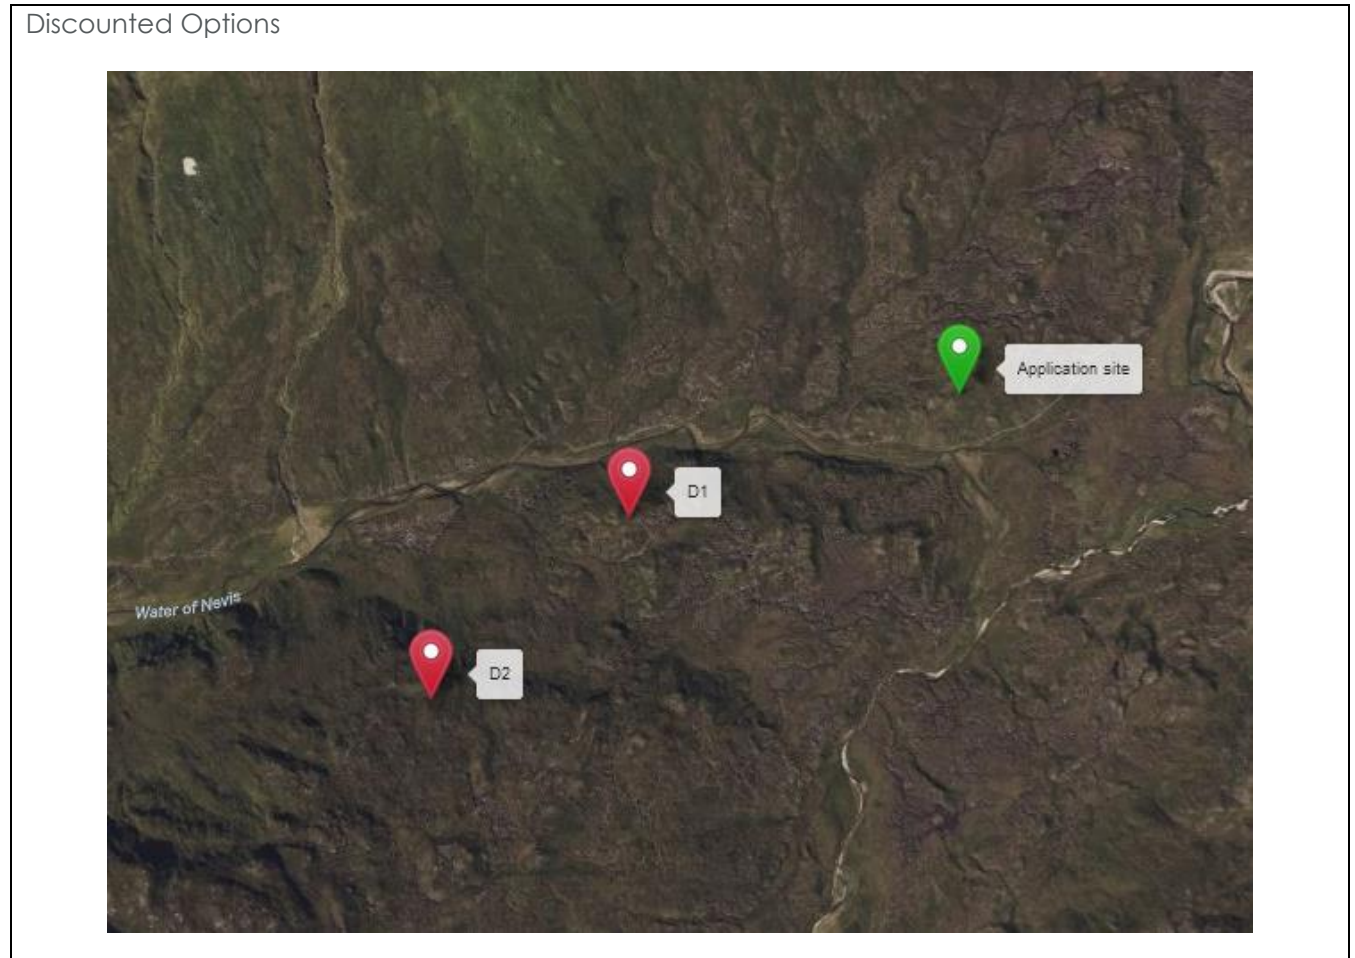 Discounted Options
Application site
D1
Water of Nevis
D2